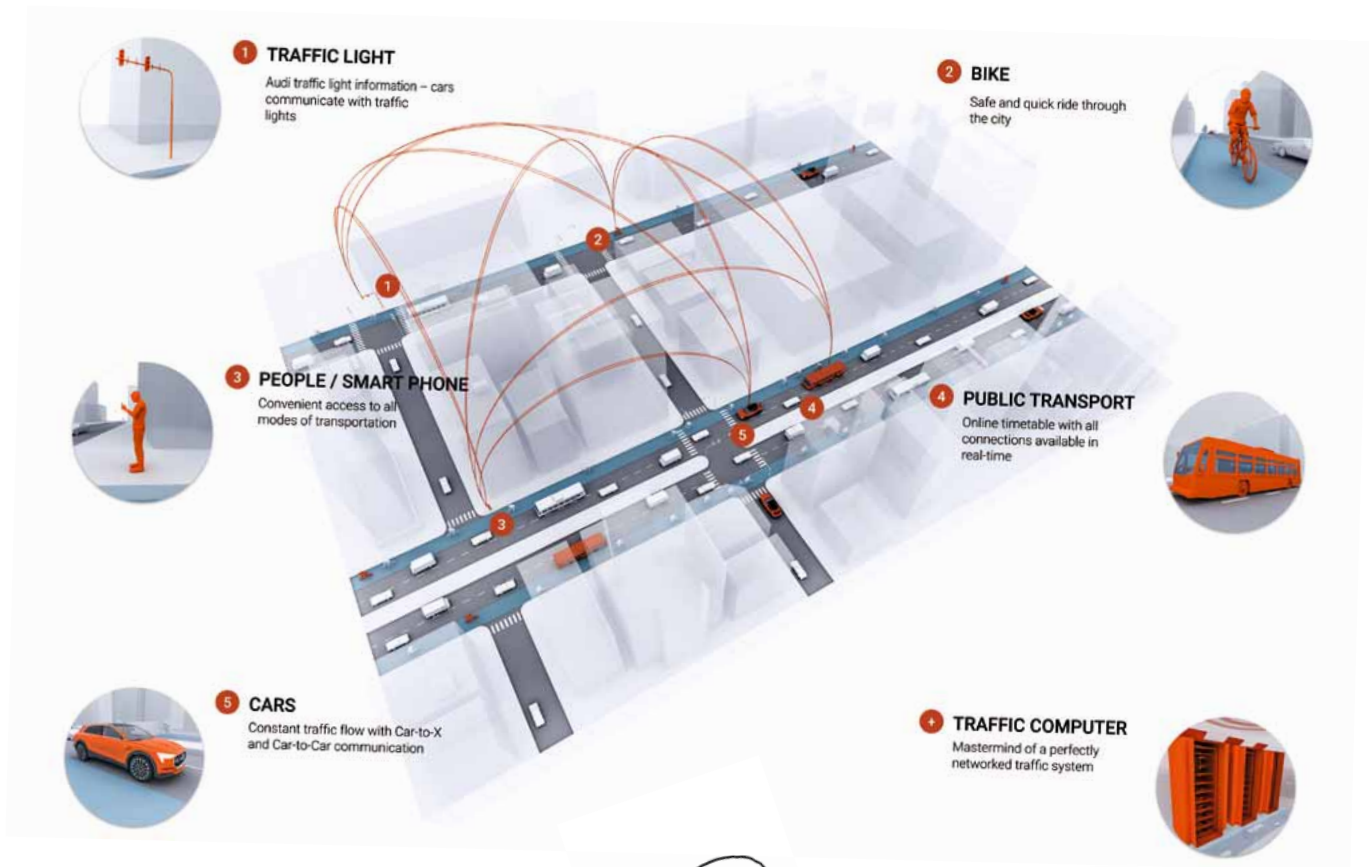 1 TRAFFIC LIGHT
Audi traffic light information – cars
communicate with traffic
lights
2 BIKE
Safe and quick ride through
the city
3 PEOPLE / SMART PHONE
Convenient access to all
modes of transportation
4 PUBLIC TRANSPORT
Online timetable with all
connections available in
real-time
5 CARS
Constant traffic flow with Car-to-X
and Car-to-Car communication
+ TRAFFIC COMPUTER
Mastermind of a perfectly
networked traffic system
2
1
4
5
3